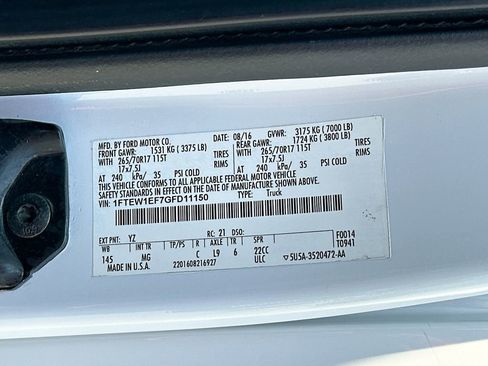 MFD. BY FORD MOTOR CO. DATE: 08/16 GVWR: 3175 KG ( 7000 LB)
FRONT GAWR: 1531 KG ( 3375 LB) REAR GAWR: 1724 KG ( 3800 LB)
WITH 265/70R17 115T WITH 265/70R17 115T
17x7.5J 17x7.5J
AT 240 kPa/ 35 PSI COLD AT 240 kPa/ 35 PSI COLD
THIS VEHICLE CONFORMS TO ALL APPLICABLE FEDERAL MOTOR VEHICLE
SAFETY STANDARDS IN EFFECT ON THE DATE OF MANUFACTURE SHOWN ABOVE.
VIN: 1FTEW1EF7GFD11150 TYPE: Truck
EXT PNT: YZ RC: 21 DSO: F0014
WB INT TR TP/PS R AXLE TR SPR T0941
145 MG C L9 6 22CC
MADE IN U.S.A. 2201608216927 ULC 5U5A-3520472-AA